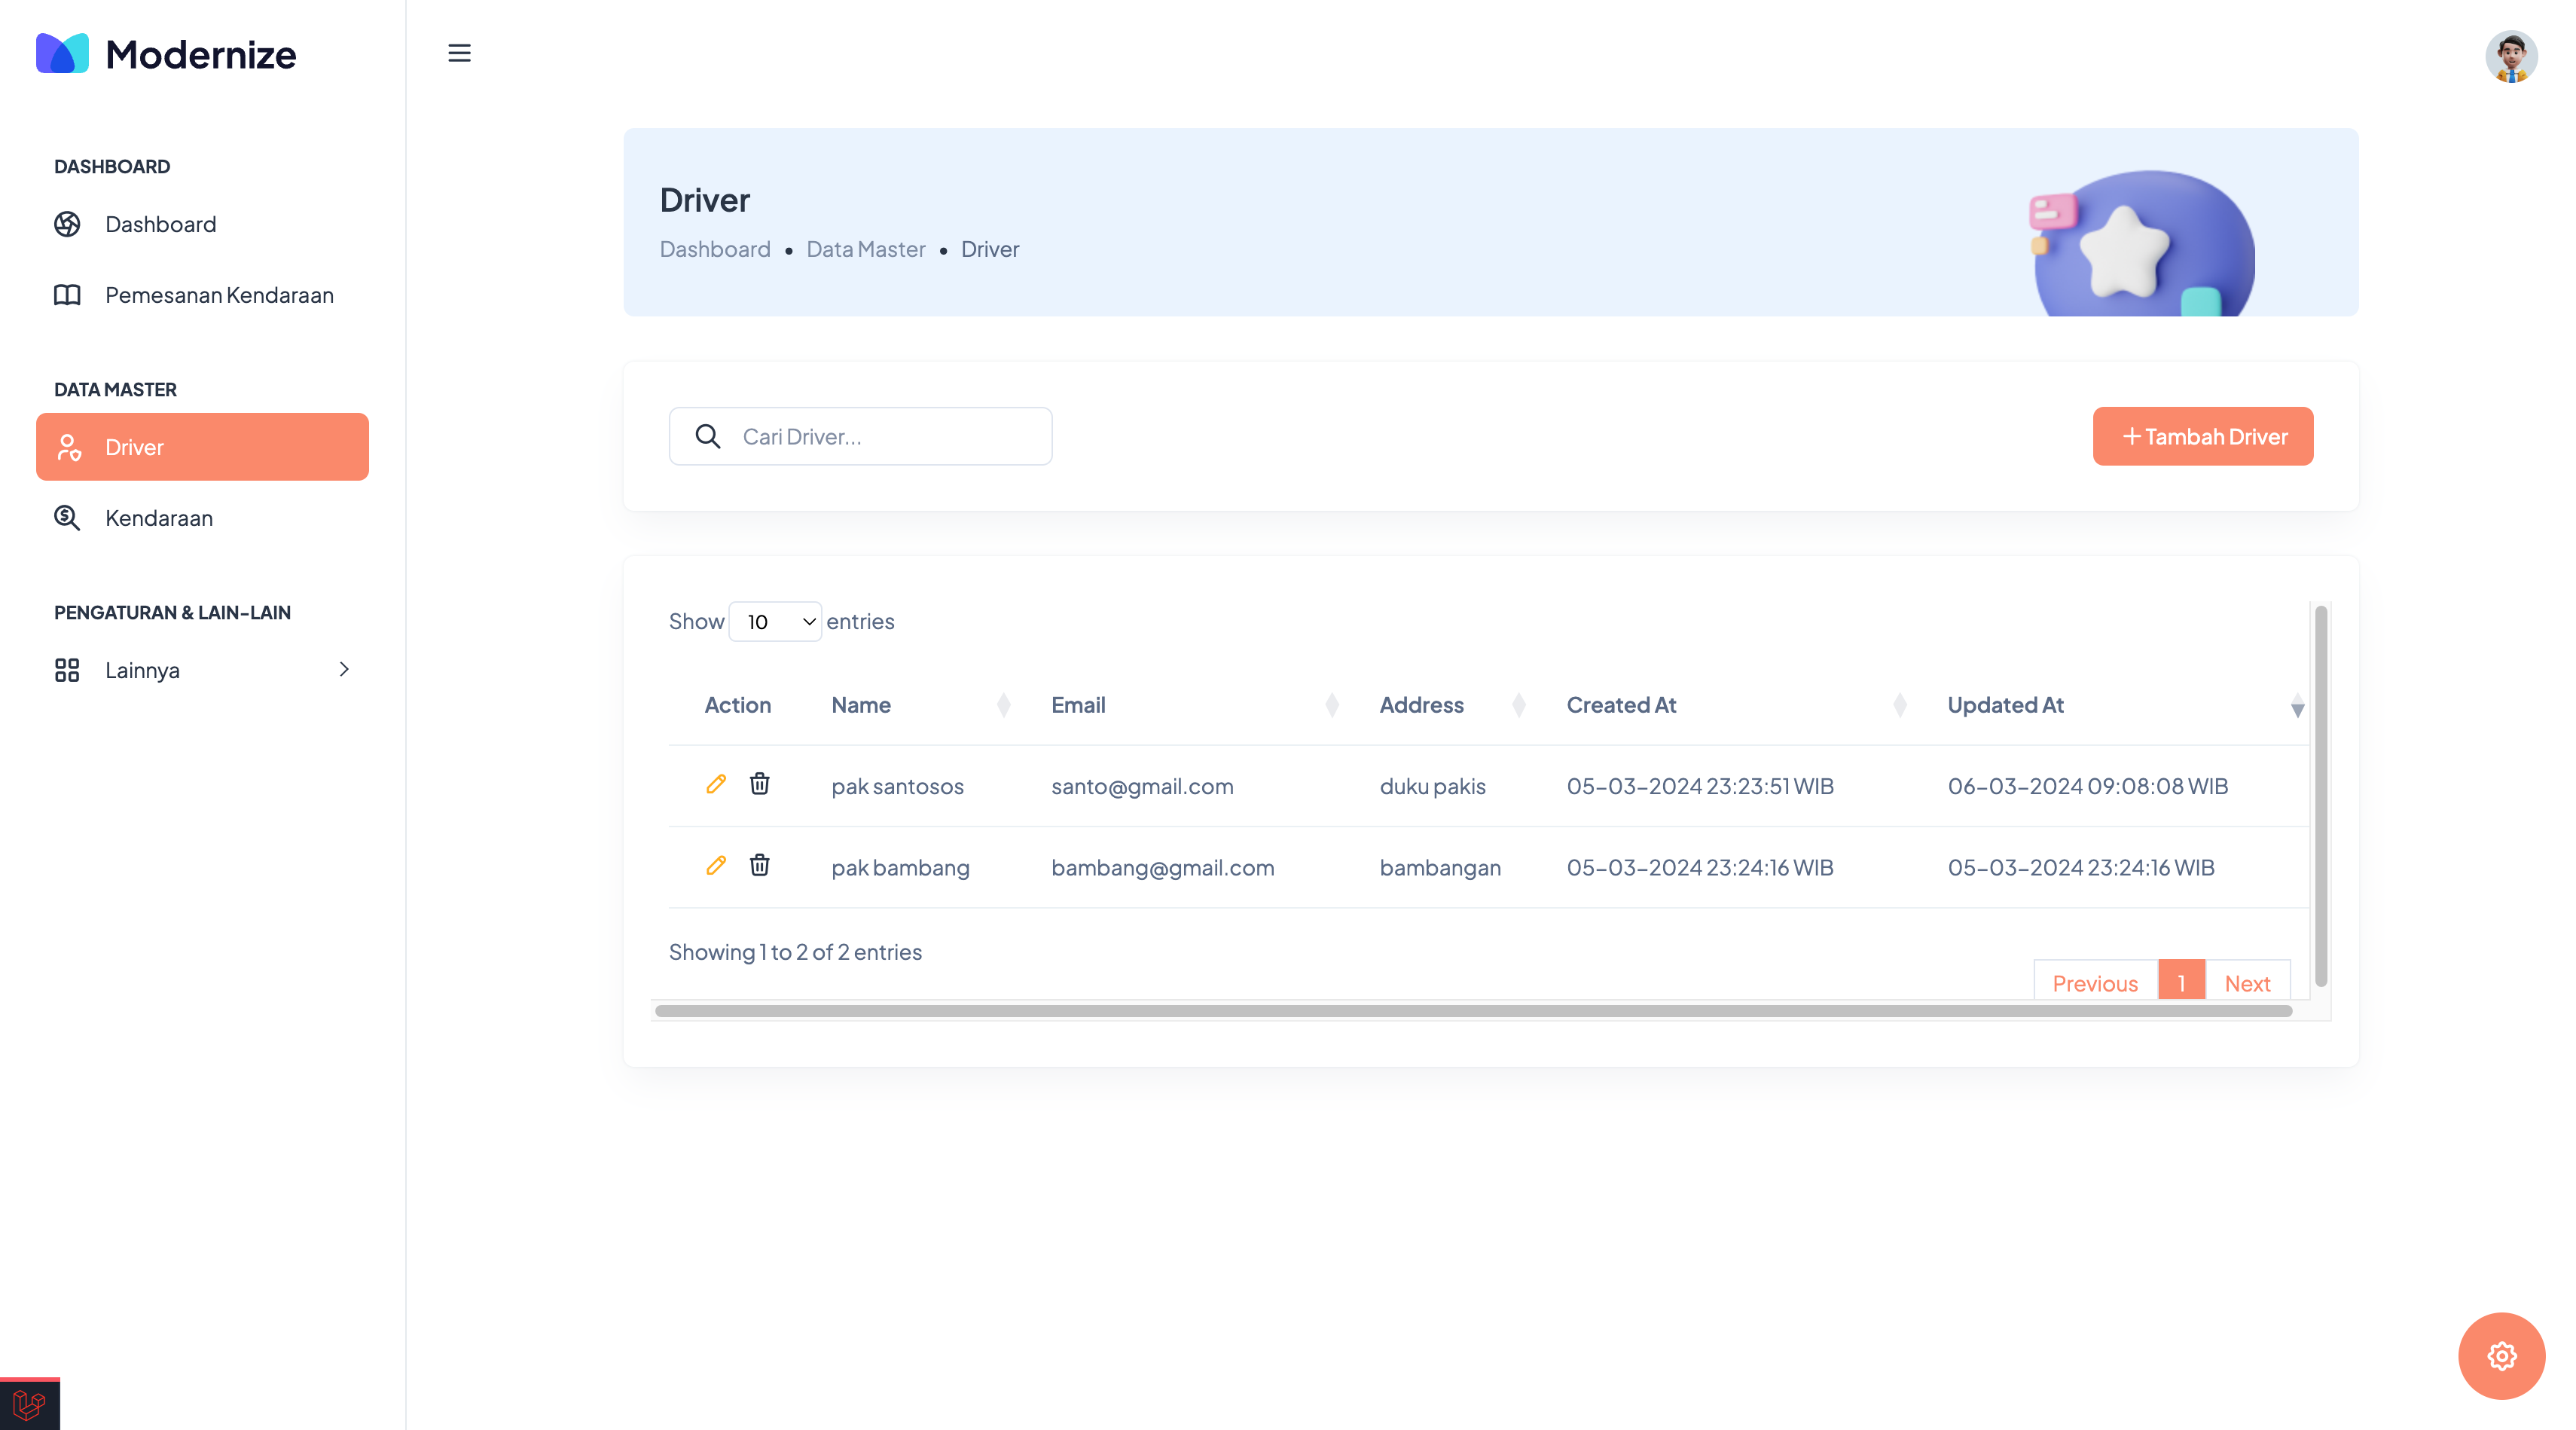 Modernize
DASHBOARD
Dashboard
Pemesanan Kendaraan
DATA MASTER
Driver
Kendaraan
PENGATURAN & LAIN-LAIN
Lainnya
Driver
Dashboard • Data Master • Driver
Cari Driver...
+ Tambah Driver
Show 10 entries
Action Name Email Address Created At Updated At
pak santosos santo@gmail.com duku pakis 05-03-2024 23:23:51 WIB 06-03-2024 09:08:08 WIB
pak bambang bambang@gmail.com bambangan 05-03-2024 23:24:16 WIB 05-03-2024 23:24:16 WIB
Showing 1 to 2 of 2 entries
Previous 1 Next